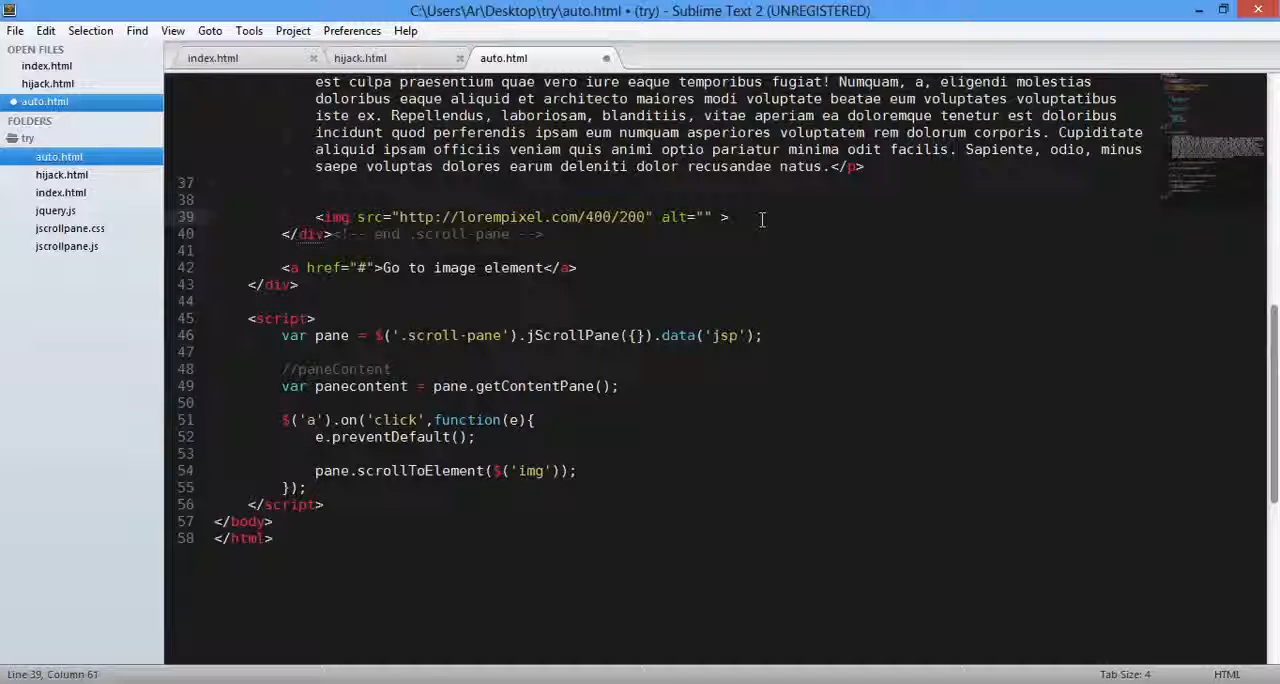 C:\Users\Ar\Desktop\try\auto.html • (try) - Sublime Text 2 (UNREGISTERED)
File Edit Selection Find View Goto Tools Project Preferences Help
OPEN FILES
index.html
hijack.html
auto.html
FOLDERS
try
auto.html
hijack.html
index.html
jquery.js
jscrollpane.css
jscrollpane.js
index.html hijack.html auto.html
est culpa praesentium quae vero iure eaque temporibus fugiat! Numquam, a, eligendi molestias
doloribus eaque aliquid et architecto maiores modi voluptate beatae eum voluptates voluptatibus
iste ex. Repellendus, laboriosam, blanditiis, vitae aperiam ea doloremque tenetur est doloribus
incidunt quod perferendis ipsam eum numquam asperiores voluptatem rem dolorum corporis. Cupiditate
aliquid ipsam officiis veniam quis animi optio pariatur minima odit facilis. Sapiente, odio, minus
saepe voluptas dolores earum deleniti dolor recusandae natus.</p>
37
38
39 <img src="http://lorempixel.com/400/200" alt="" >
40 </div><!-- end .scroll-pane -->
41
42 <a href="#">Go to image element</a>
43 </div>
44
45 <script>
46 var pane = $('.scroll-pane').jScrollPane({}).data('jsp');
47
48 //paneContent
49 var panecontent = pane.getContentPane();
50
51 $('a').on('click',function(e){
52 e.preventDefault();
53
54 pane.scrollToElement($('img'));
55 });
56 </script>
57 </body>
58 </html>
Line 39, Column 61
Tab Size: 4
HTML